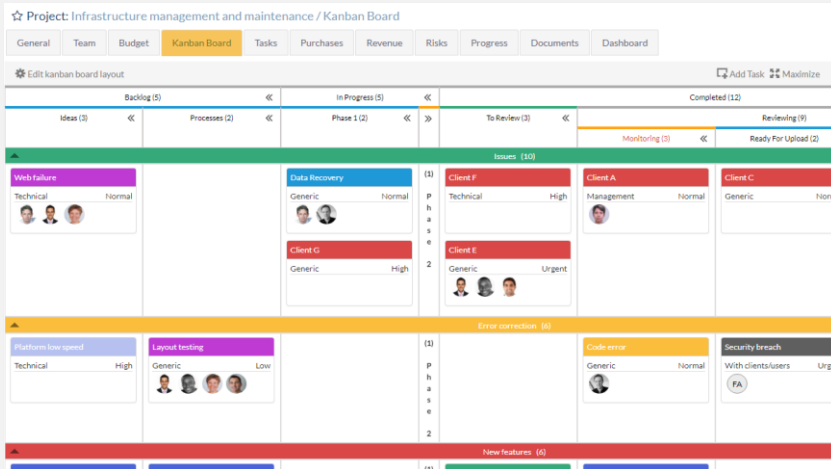 Project: Infrastructure management and maintenance / Kanban Board
General Team Budget Kanban Board Tasks Purchases Revenue Risks Progress Documents Dashboard
Edit kanban board layout Add Task Maximize
Backlog (5) In Progress (5) Completed (12)
Ideas (3) Processes (2) Phase 1 (2) To Review (3) Reviewing (9)
Monitoring (3) Ready For Upload (2)
Issues (10)
Web failure Data Recovery (1) Phase 2 Client F Client A Client C
Technical Normal Generic Normal Technical High Management Normal Generic
Client G Client E
Generic High Generic Urgent
Error correction (6)
Platform low speed Layout testing (1) Phase 2 Code error Security breach
Technical High Generic Low Generic Normal With clients/users
FA
New features (6)